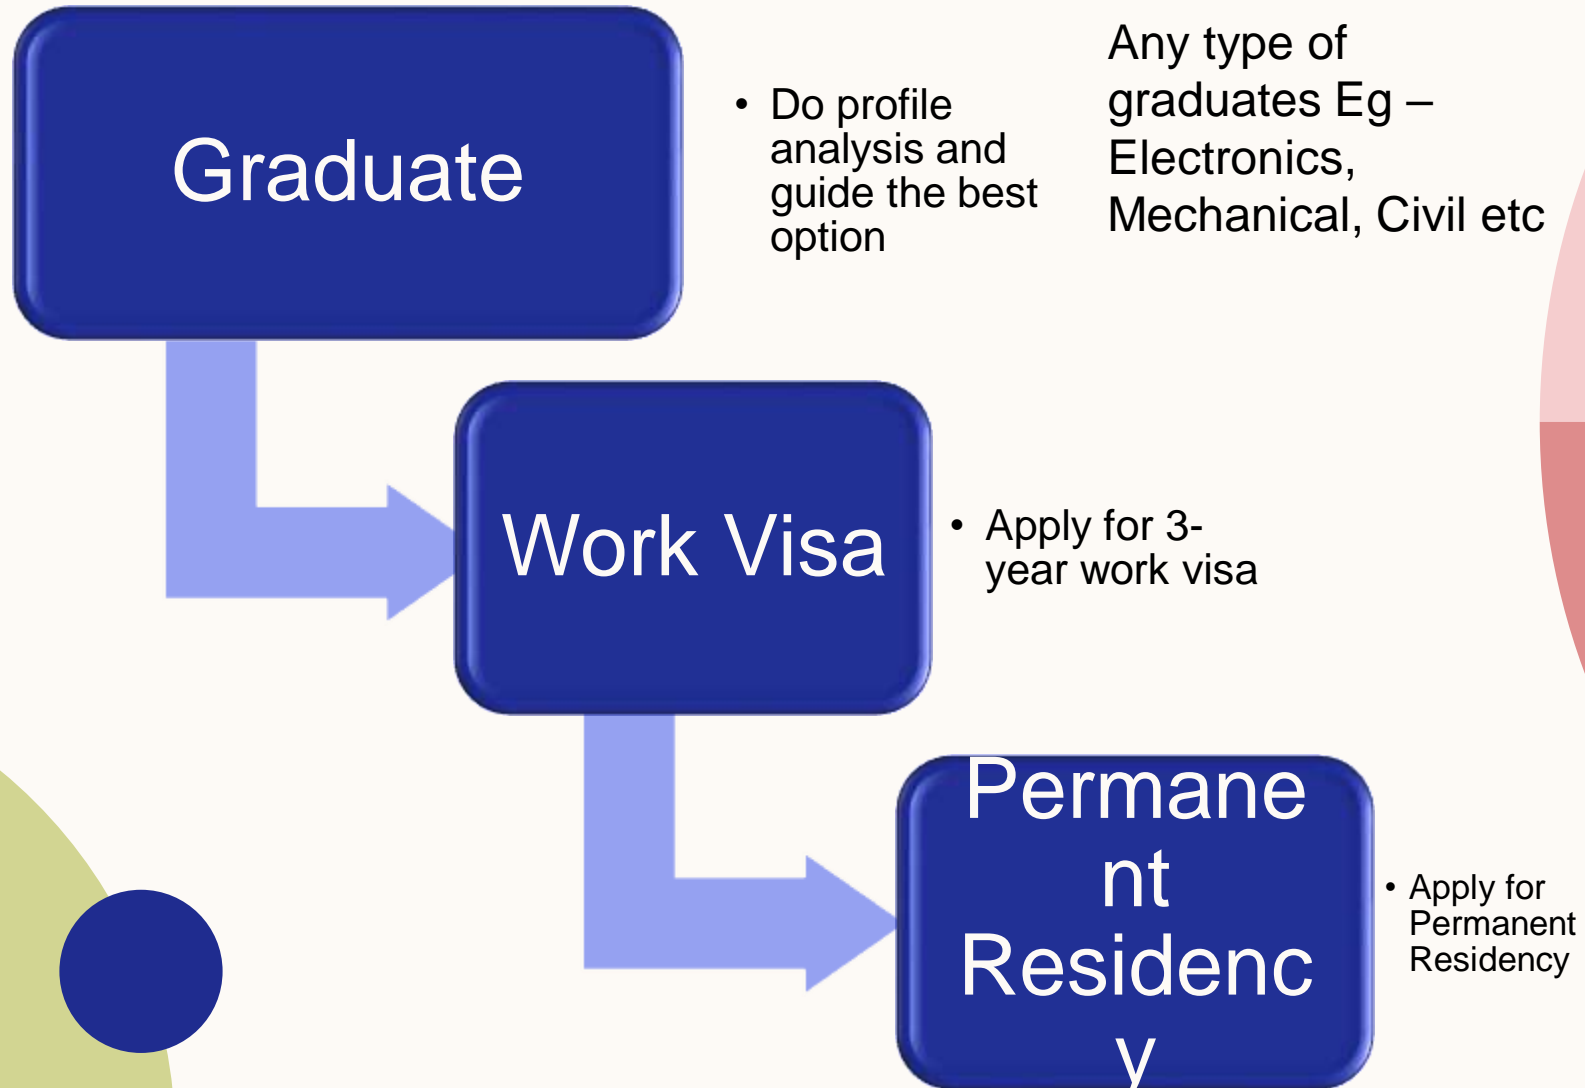 Graduate
• Do profile
analysis and
guide the best
option
Any type of
graduates Eg –
Electronics,
Mechanical, Civil etc
Work Visa
• Apply for 3-
year work visa
Permane
nt
Residenc
y
• Apply for
Permanent
Residency